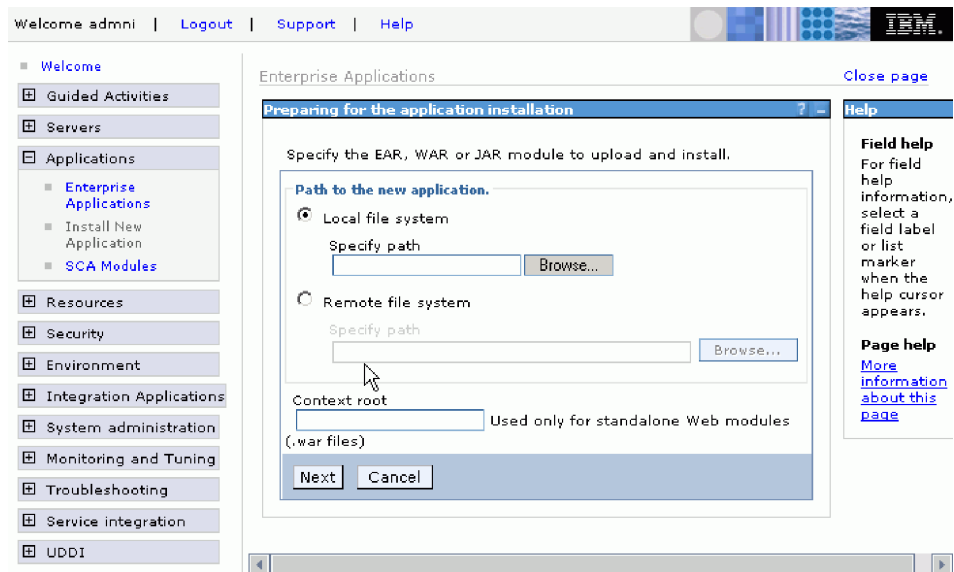 Welcome admni | Logout | Support | Help
IBM.
Welcome
Guided Activities
Servers
Applications
Enterprise
Applications
Install New
Application
SCA Modules
Resources
Security
Environment
Integration Applications
System administration
Monitoring and Tuning
Troubleshooting
Service integration
UDDI
Enterprise Applications
Close page
Preparing for the application installation ? –
Specify the EAR, WAR or JAR module to upload and install.
Path to the new application.
Local file system
Specify path
Browse...
Remote file system
Specify path
Browse...
Context root
Used only for standalone Web modules
(.war files)
Next Cancel
Help
Field help
For field
help
information,
select a
field label
or list
marker
when the
help cursor
appears.
Page help
More
information
about this
page